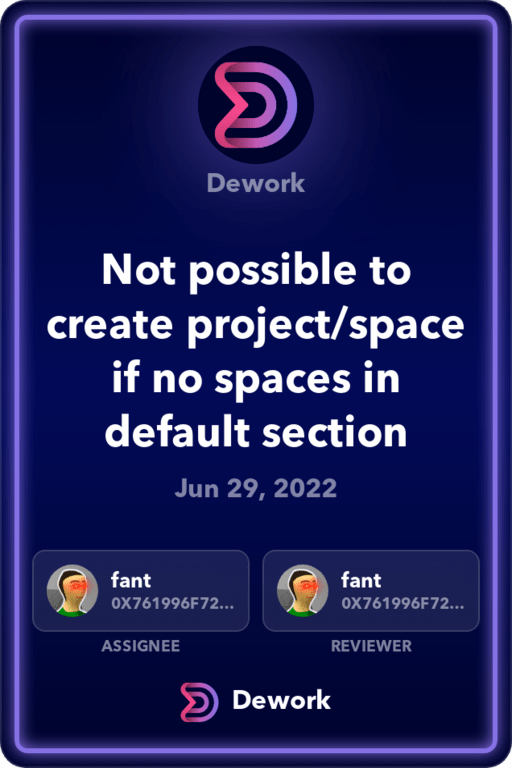 Dework
Not possible to
create project/space
if no spaces in
default section
Jun 29, 2022
fant
0X761996F72...
ASSIGNEE
fant
0X761996F72...
REVIEWER
Dework